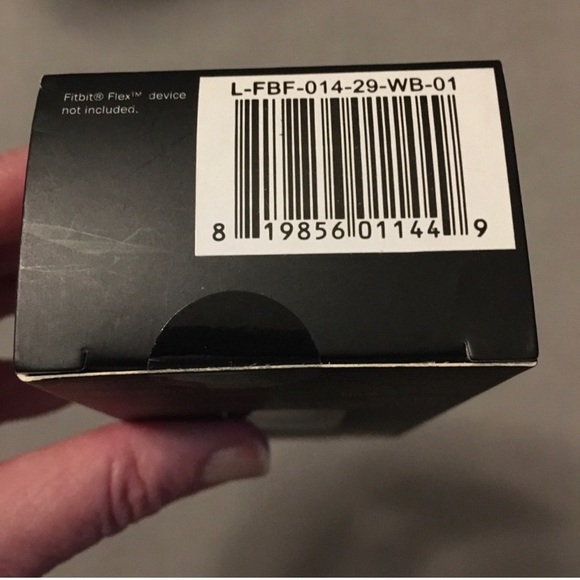 Fitbit® Flex™ device
not included.
L-FBF-014-29-WB-01
8 19856 01144 9